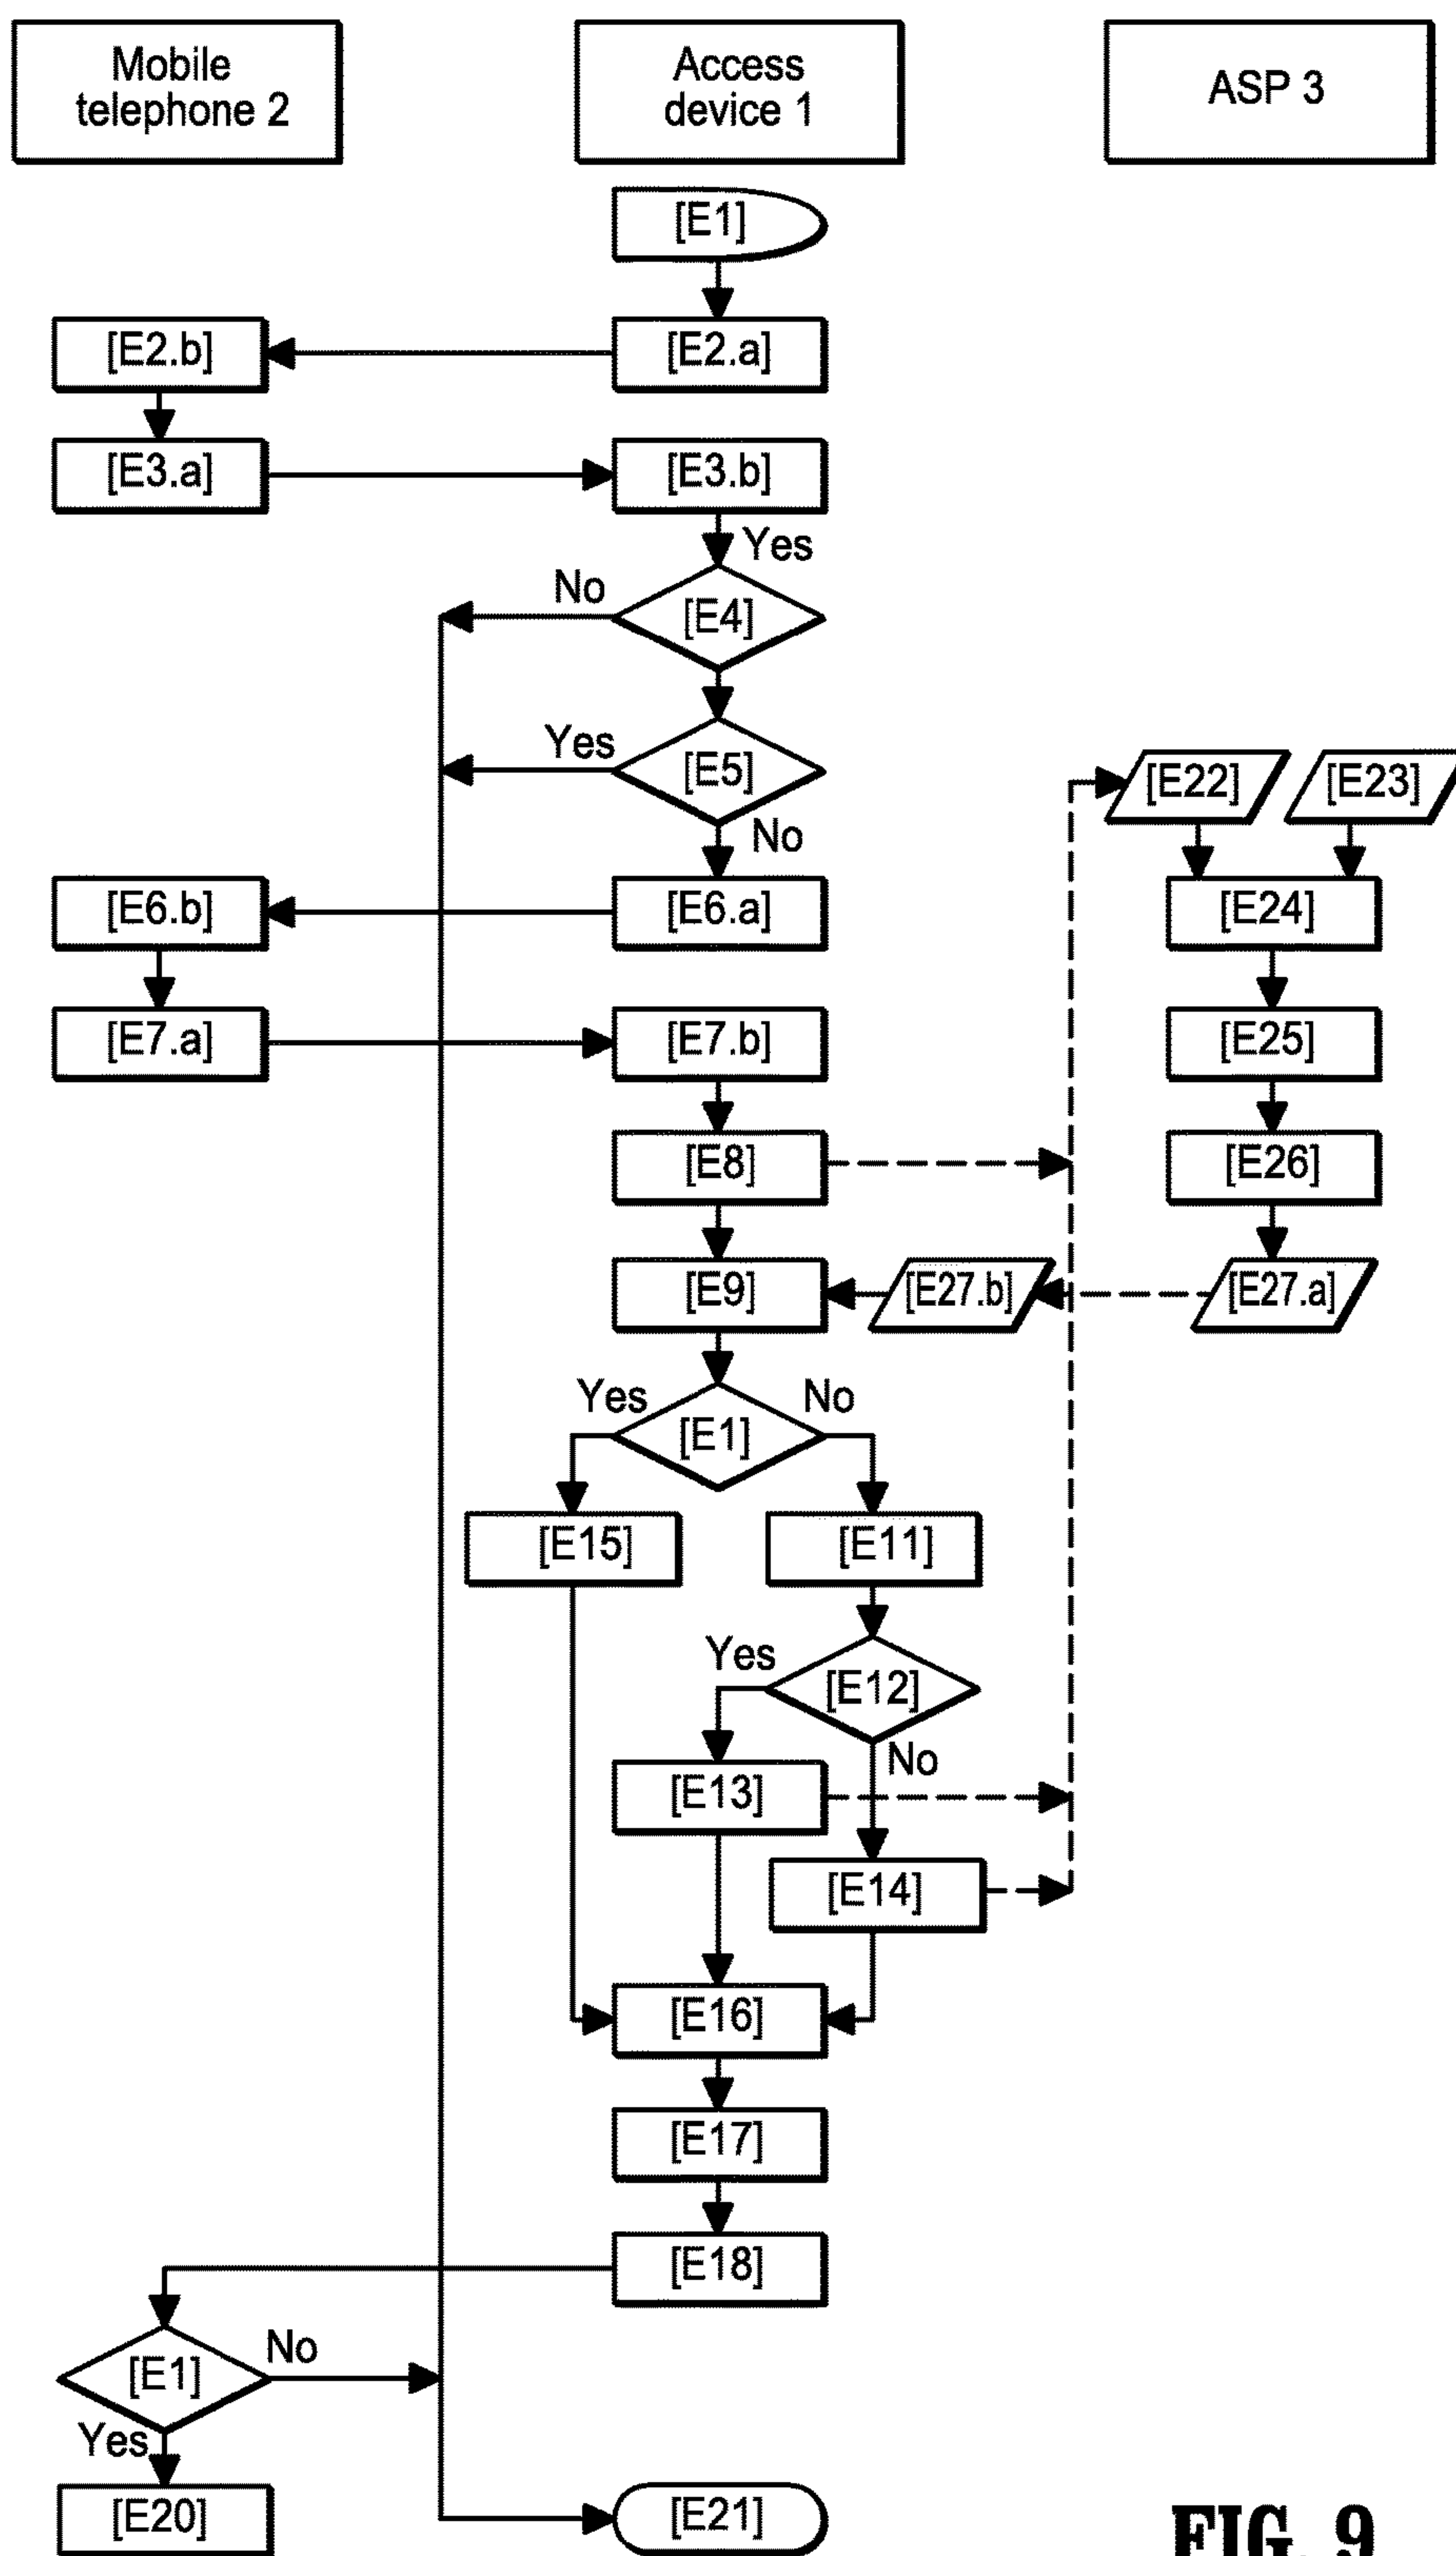 Mobile
telephone 2
Access
device 1
ASP 3
[E1]
[E2.b]
[E2.a]
[E3.a]
[E3.b]
Yes
No
[E4]
Yes
[E5]
No
[E22]
[E23]
[E6.b]
[E6.a]
[E24]
[E7.a]
[E7.b]
[E25]
[E8]
[E26]
[E9]
[E27.b]
[E27.a]
Yes
No
[E1]
[E15]
[E11]
Yes
[E12]
No
[E13]
[E14]
[E16]
[E17]
[E18]
[E1]
No
Yes
[E20]
[E21]
FIG. 9